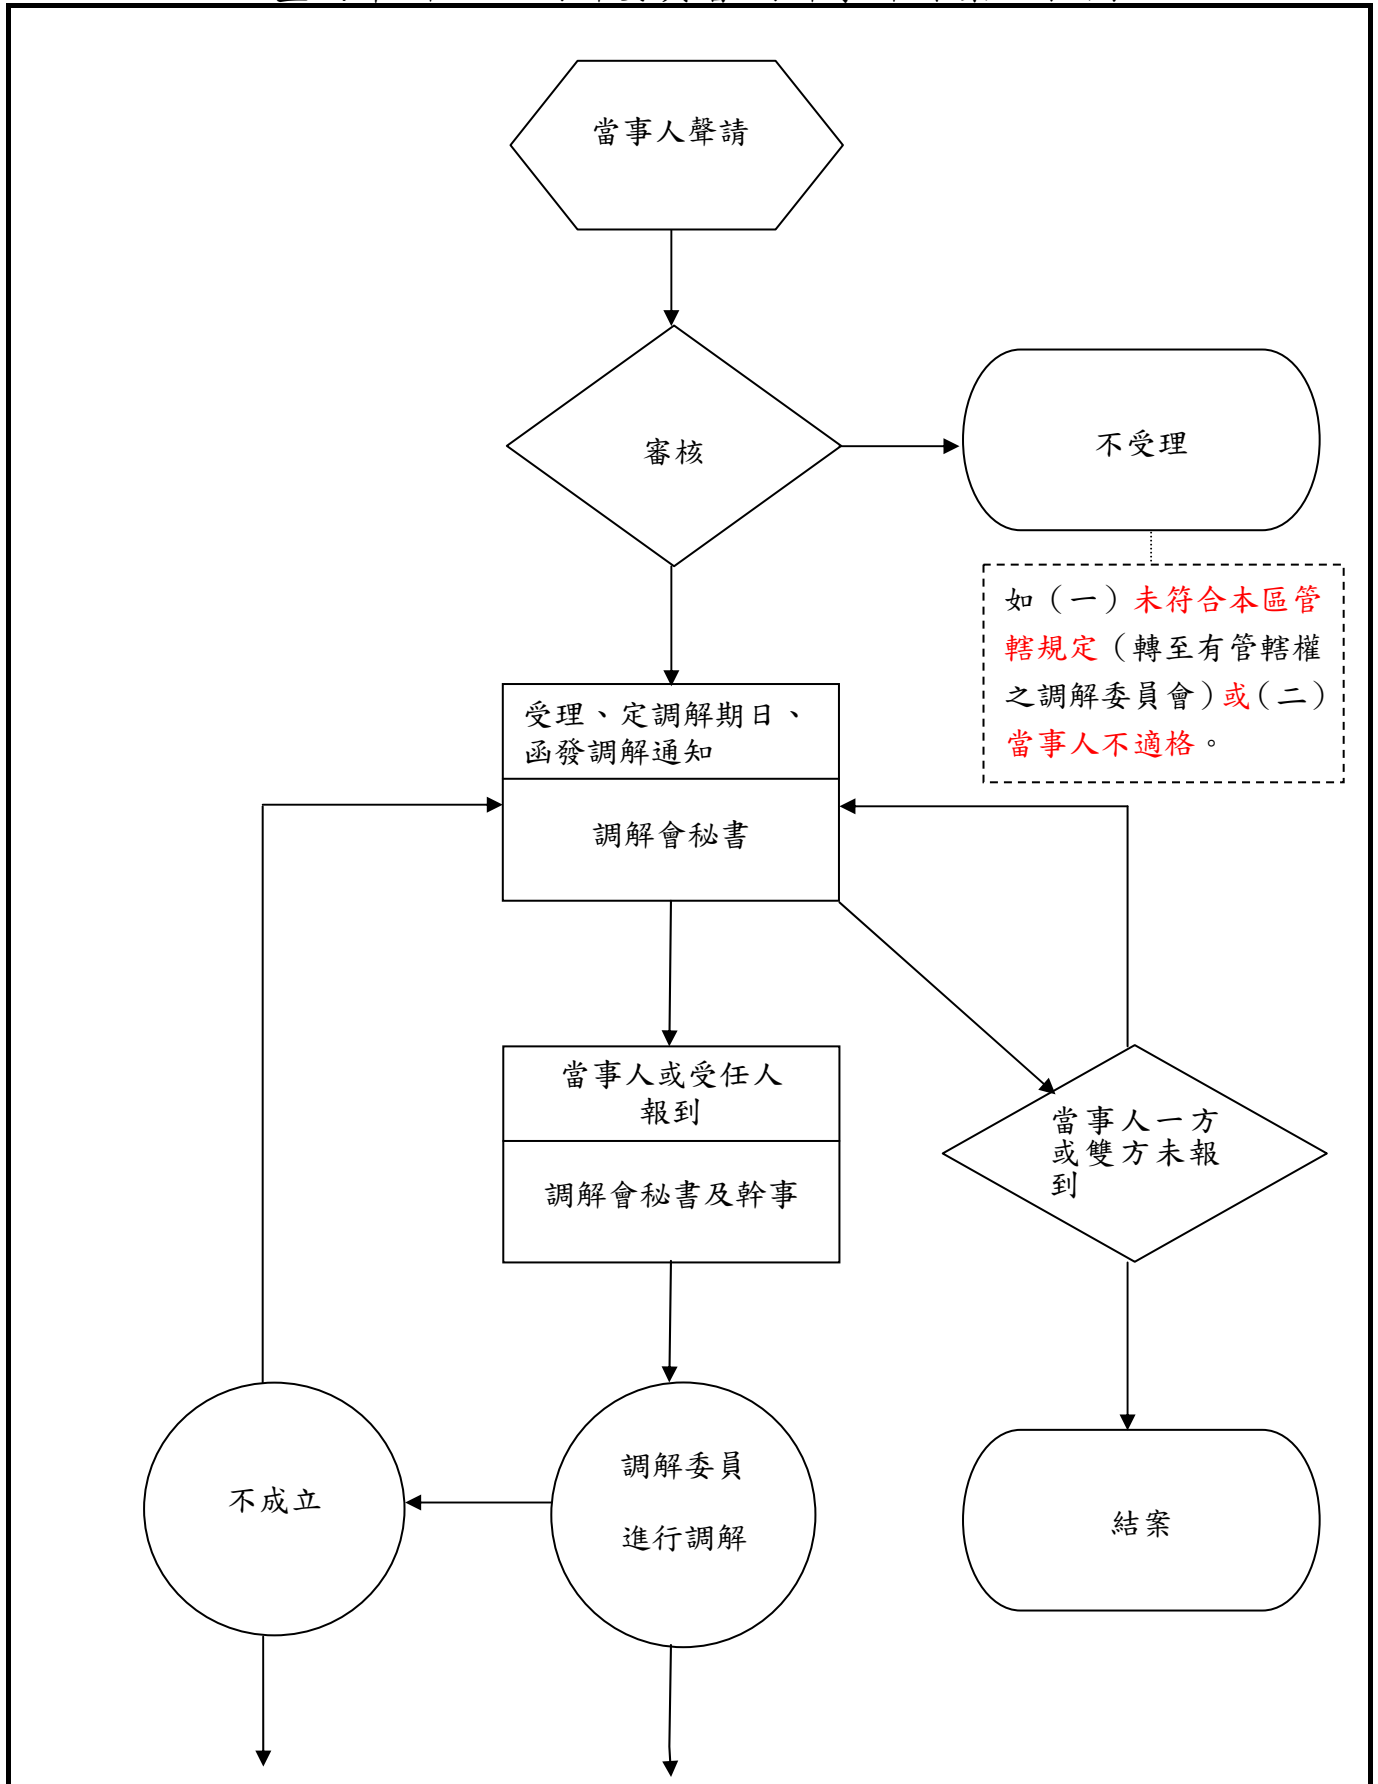 當事人聲請
審核
不受理
如（一）未符合本區管
轄規定（轉至有管轄權
之調解委員會）或（二）
當事人不適格。
受理、定調解期日、
函發調解通知
調解會秘書
當事人或受任人
報到
調解會秘書及幹事
當事人一方
或雙方未報
到
不成立
調解委員
進行調解
結案